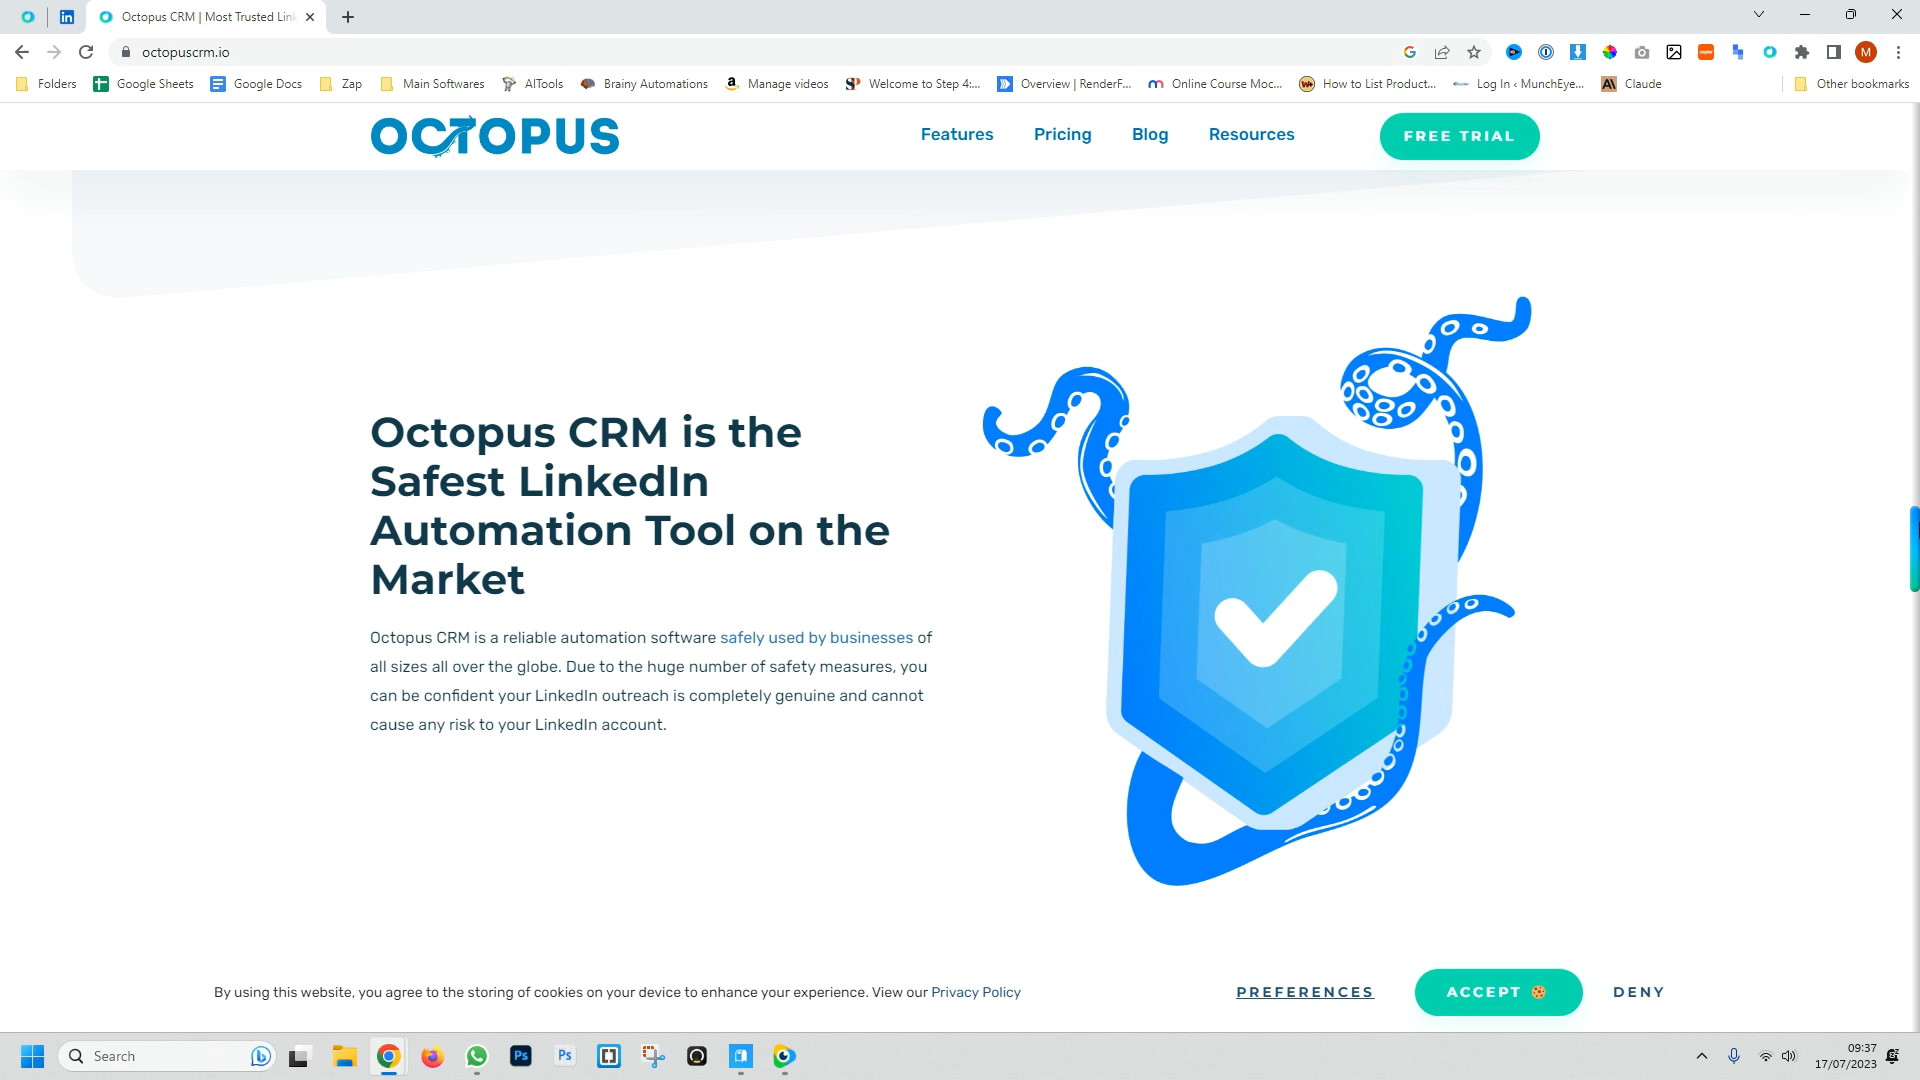 Octopus CRM | Most Trusted Lin
octopuscrm.io
M
Folders
Google Sheets
Google Docs
Zap
Main Softwares
AITools
Brainy Automations
Manage videos
Welcome to Step 4:...
Overview | RenderF...
Online Course Moc...
How to List Product...
Log In ‹ MunchEye...
Claude
Other bookmarks
OCTOPUS
Features
Pricing
Blog
Resources
FREE TRIAL
Octopus CRM is the
Safest LinkedIn
Automation Tool on the
Market
Octopus CRM is a reliable automation software safely used by businesses of
all sizes all over the globe. Due to the huge number of safety measures, you
can be confident your LinkedIn outreach is completely genuine and cannot
cause any risk to your LinkedIn account.
By using this website, you agree to the storing of cookies on your device to enhance your experience. View our Privacy Policy
PREFERENCES
ACCEPT
DENY
Search
Ps
Ps
09:37
17/07/2023